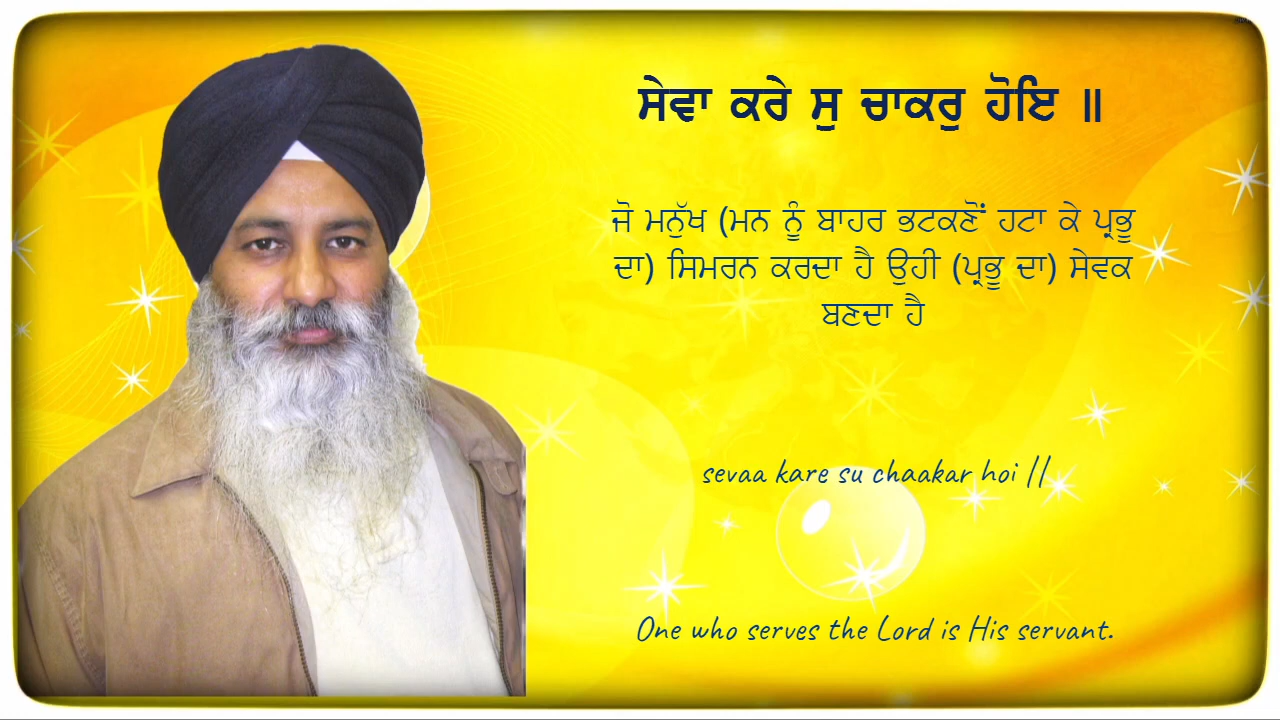 ਸੇਵਾ ਕਰੇ ਸੁ ਚਾਕਰੁ ਹੋਇ ॥
ਜੋ ਮਨੁੱਖ (ਮਨ ਨੂੰ ਬਾਹਰ ਭਟਕਣੋਂ ਹਟਾ ਕੇ ਪ੍ਰਭੂ
ਦਾ) ਸਿਮਰਨ ਕਰਦਾ ਹੈ ਉਹੀ (ਪ੍ਰਭੂ ਦਾ) ਸੇਵਕ
ਬਣਦਾ ਹੈ
sevaa kare su chaakar hoi ||
One who serves the Lord is His servant.